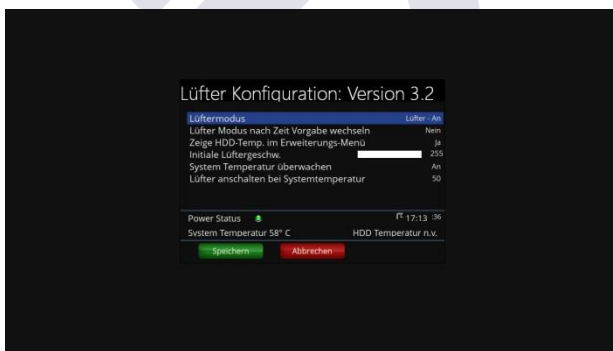 Lüfter Konfiguration: Version 3.2
Lüftermodus Lüfter - An
Lüfter Modus nach Zeit Vorgabe wechseln Nein
Zeige HDD-Temp. im Erweiterungs-Menü Ja
Initiale Lüftergeschw. 255
System Temperatur überwachen An
Lüfter anschalten bei Systemtemperatur 50
Power Status 17:13 :36
System Temperatur 58° C HDD Temperatur n.v.
Speichern Abbrechen